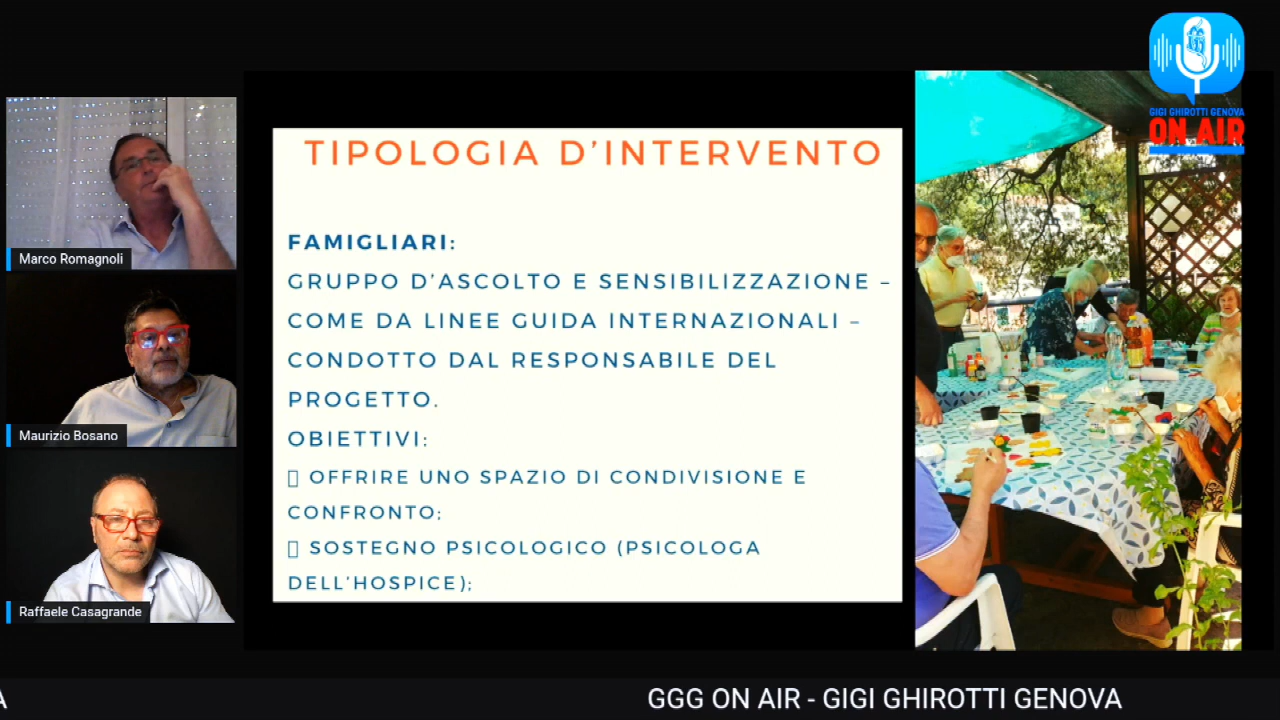 GIGI GHIROTTI GENOVA
ON AIR
Marco Romagnoli
Maurizio Bosano
Raffaele Casagrande
TIPOLOGIA D'INTERVENTO
FAMIGLIARI:
GRUPPO D'ASCOLTO E SENSIBILIZZAZIONE –
COME DA LINEE GUIDA INTERNAZIONALI –
CONDOTTO DAL RESPONSABILE DEL
PROGETTO.
OBIETTIVI:
▯ OFFRIRE UNO SPAZIO DI CONDIVISIONE E
CONFRONTO;
▯ SOSTEGNO PSICOLOGICO (PSICOLOGA
DELL'HOSPICE);
A
GGG ON AIR - GIGI GHIROTTI GENOVA